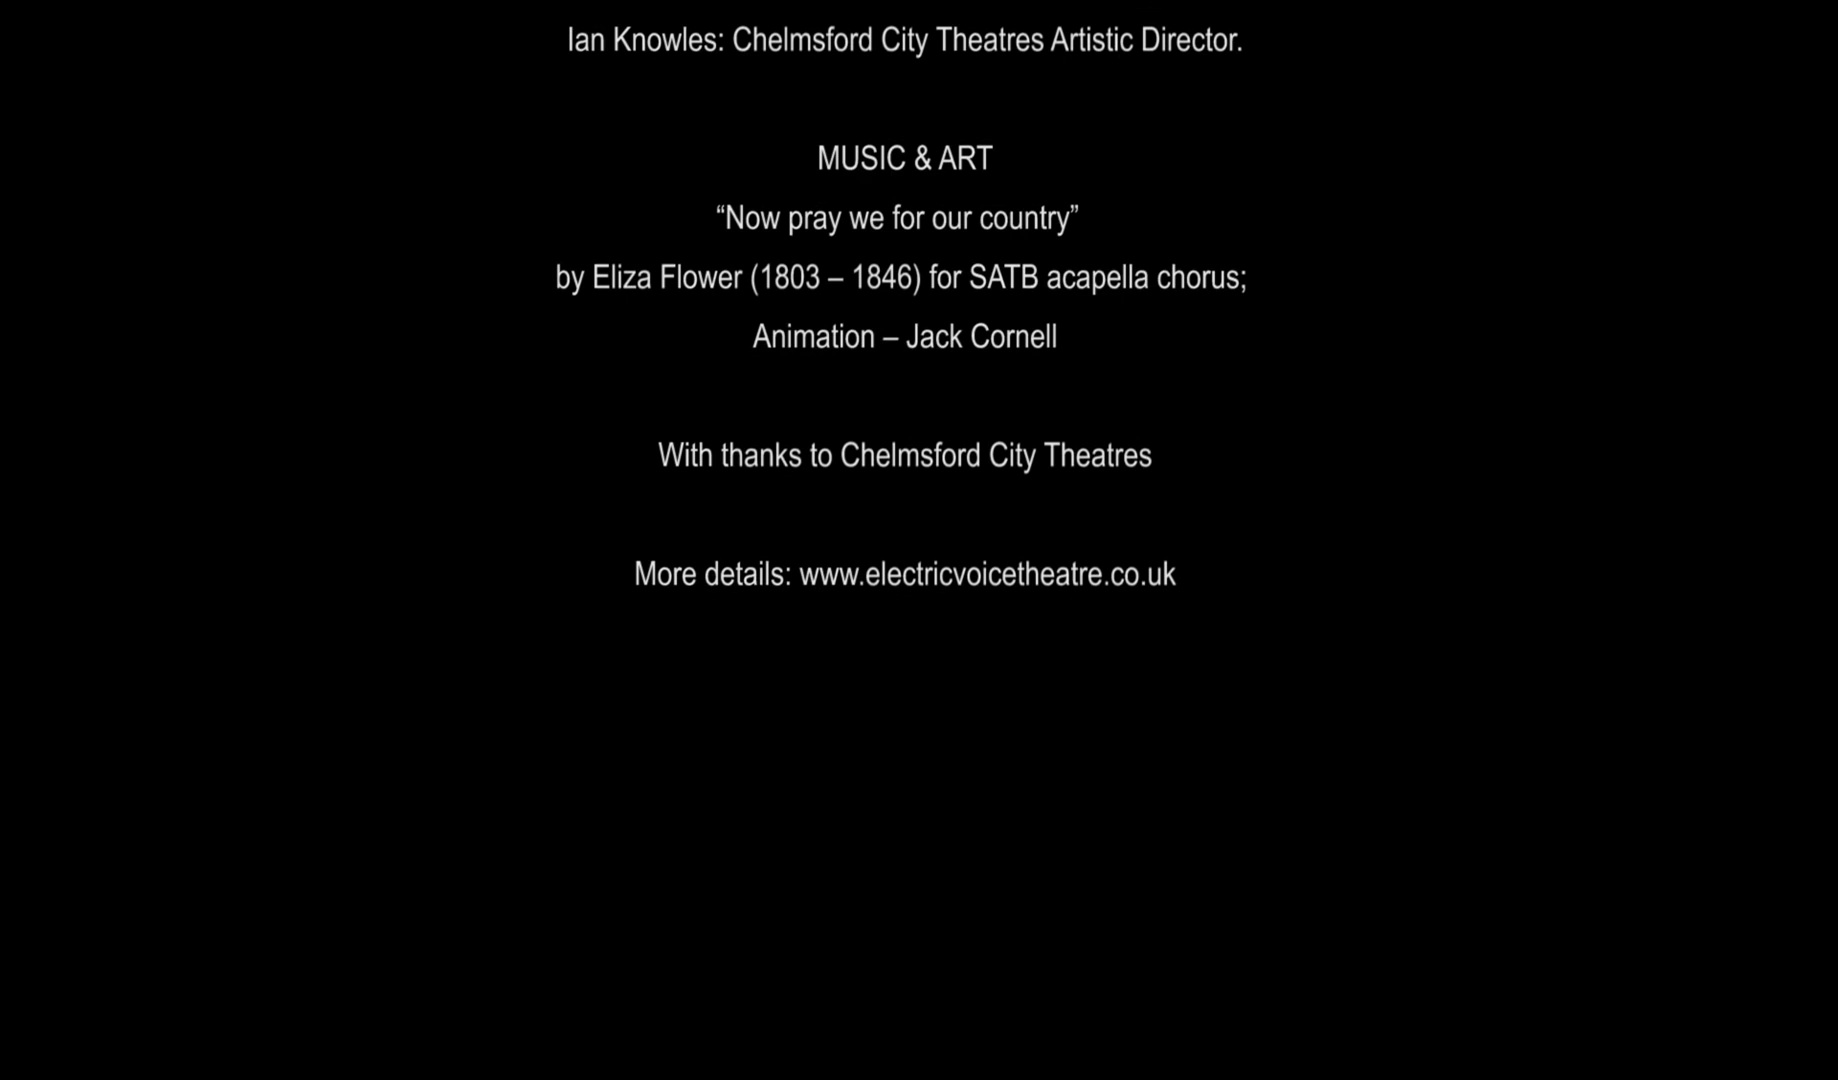 Ian Knowles: Chelmsford City Theatres Artistic Director.
MUSIC & ART
“Now pray we for our country”
by Eliza Flower (1803 – 1846) for SATB acapella chorus;
Animation – Jack Cornell
With thanks to Chelmsford City Theatres
More details: www.electricvoicetheatre.co.uk